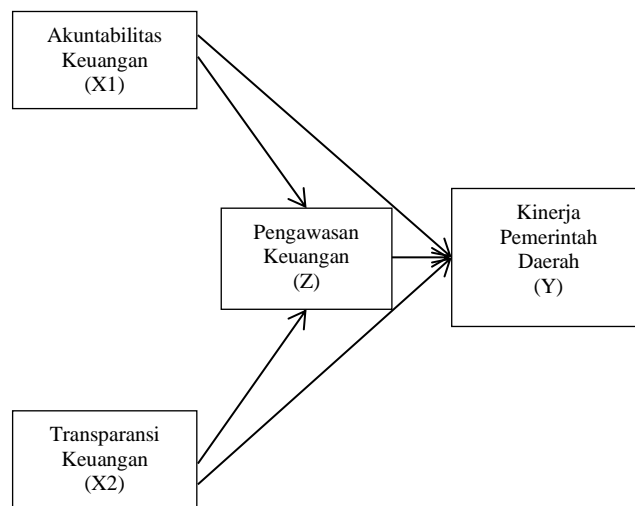 Akuntabilitas
Keuangan
(X1)
Pengawasan
Keuangan
(Z)
Kinerja
Pemerintah
Daerah
(Y)
Transparansi
Keuangan
(X2)